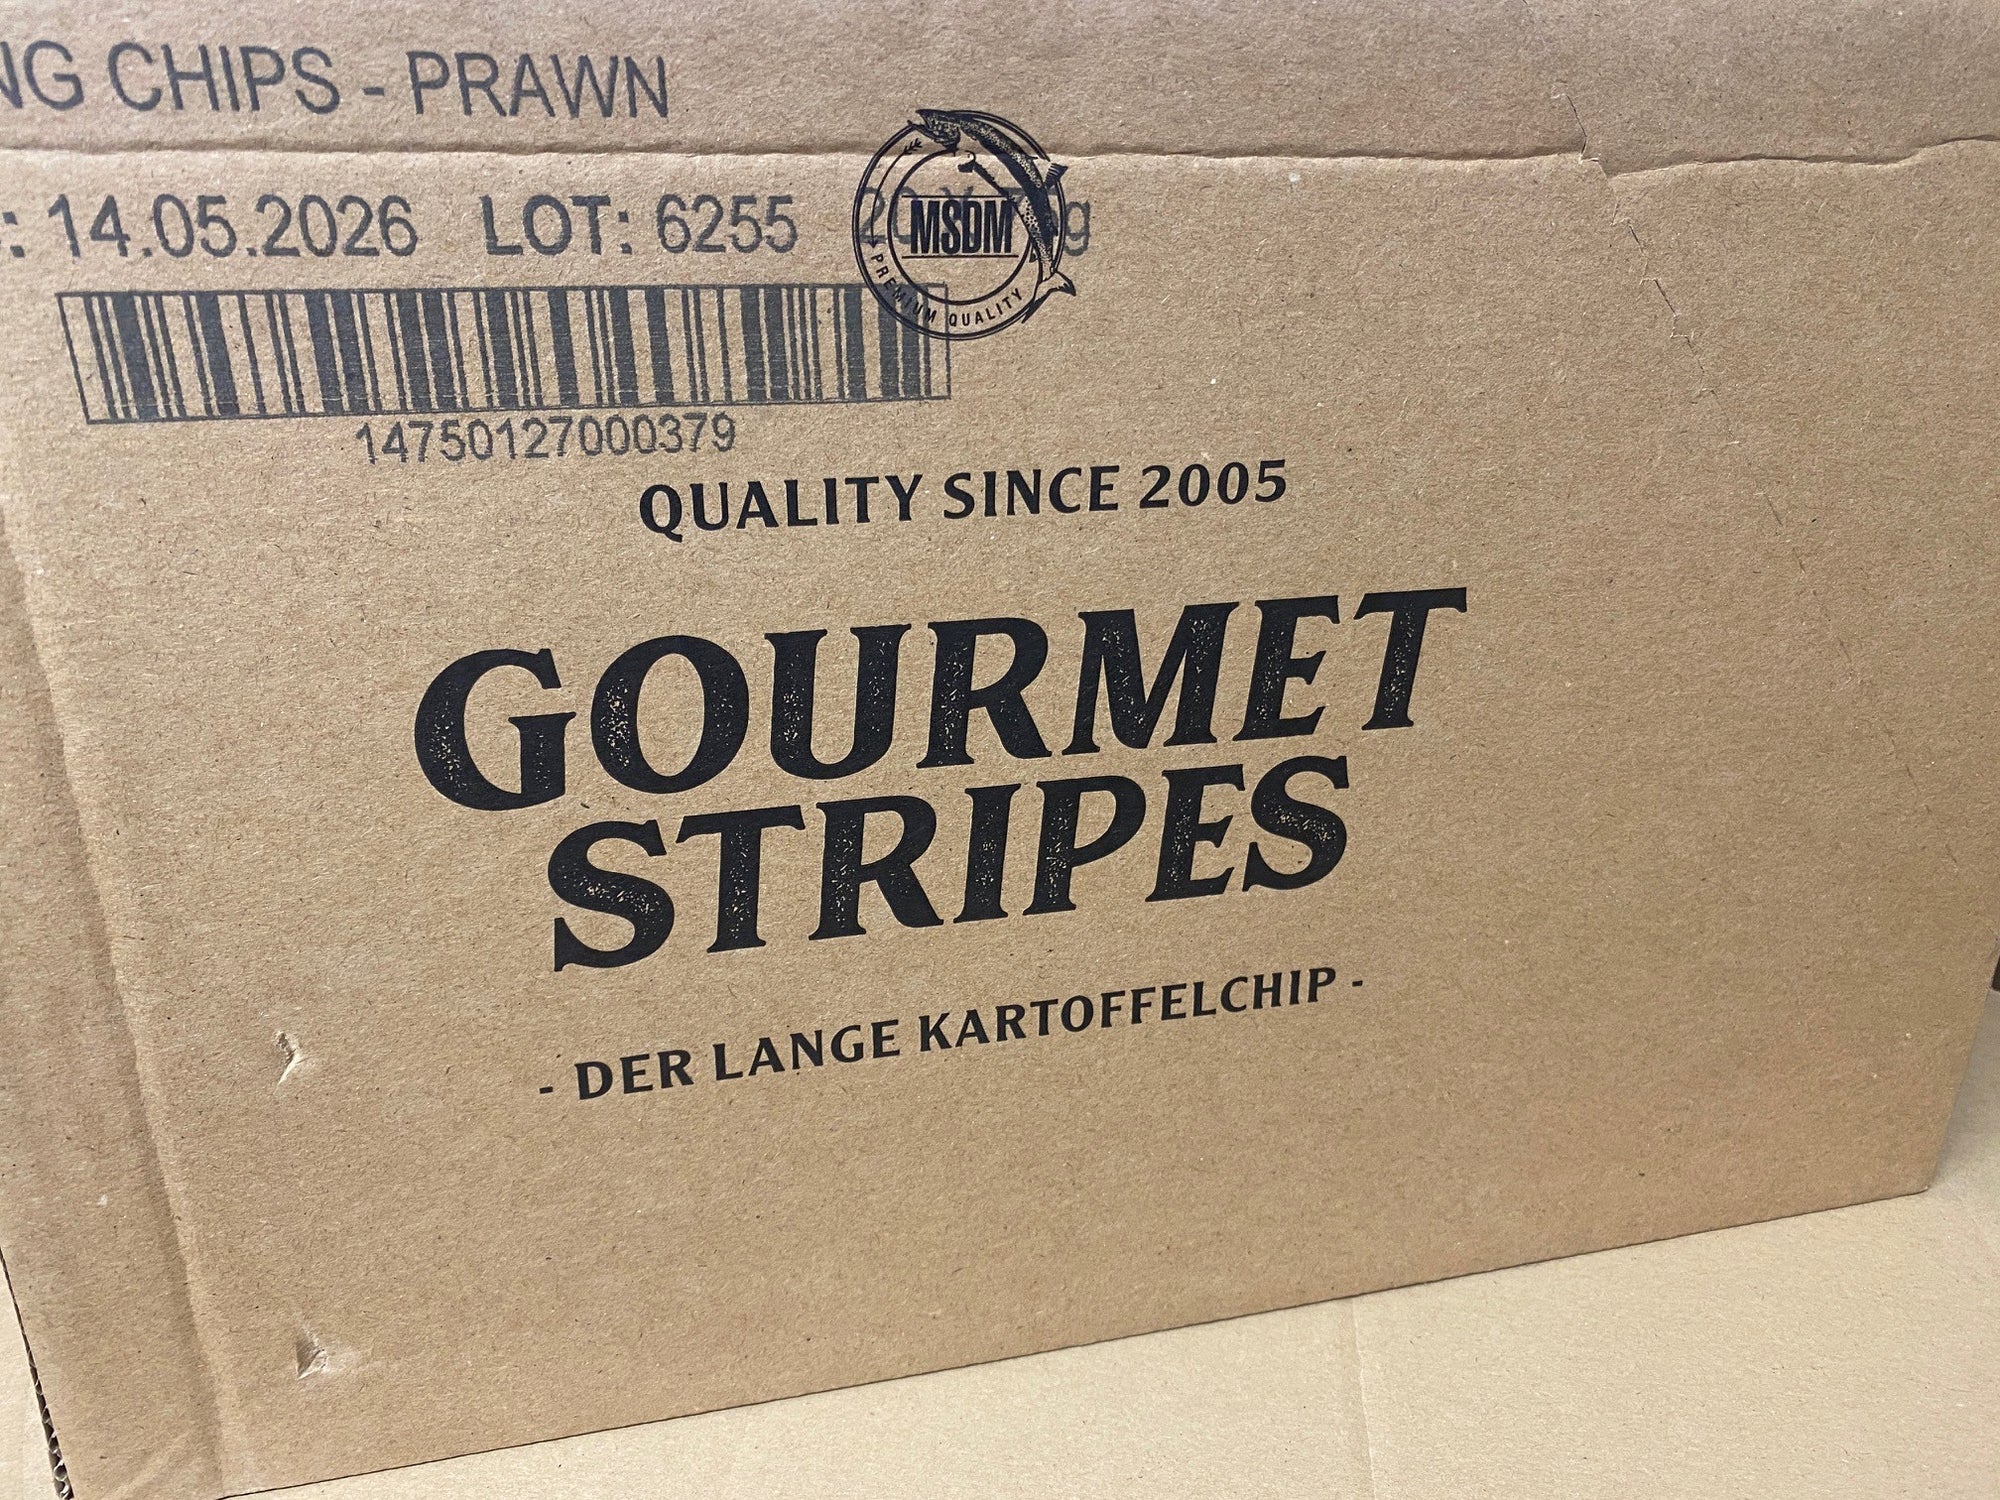 CHIPS - PRAWN
14.05.2026 LOT: 6255
MSDM
PREMIUM QUALITY
14750127000379
QUALITY SINCE 2005
GOURMET
STRIPES
- DER LANGE KARTOFFELCHIP -